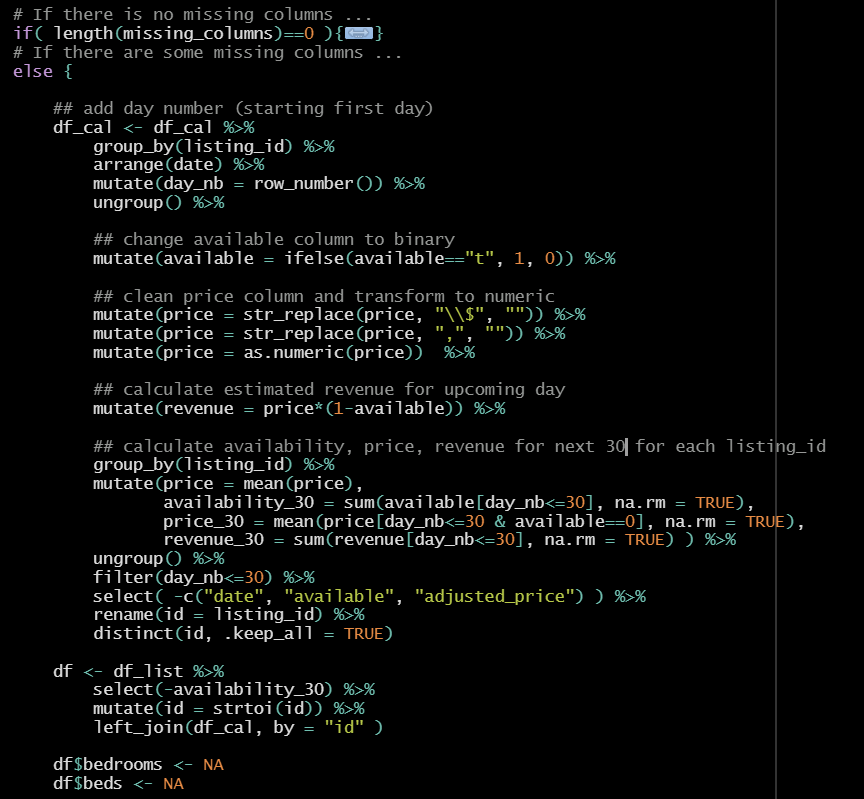 # If there is no missing columns ...
if( length(missing_columns)==0 ){}
# If there are some missing columns ...
else {
## add day number (starting first day)
df_cal <- df_cal %>%
group_by(listing_id) %>%
arrange(date) %>%
mutate(day_nb = row_number()) %>%
ungroup() %>%
## change available column to binary
mutate(available = ifelse(available=="t", 1, 0)) %>%
## clean price column and transform to numeric
mutate(price = str_replace(price, "\\$", "")) %>%
mutate(price = str_replace(price, ",", "")) %>%
mutate(price = as.numeric(price))  %>%
## calculate estimated revenue for upcoming day
mutate(revenue = price*(1-available)) %>%
## calculate availability, price, revenue for next 30 for each listing_id
group_by(listing_id) %>%
mutate(price = mean(price),
availability_30 = sum(available[day_nb<=30], na.rm = TRUE),
price_30 = mean(price[day_nb<=30 & available==0], na.rm = TRUE),
revenue_30 = sum(revenue[day_nb<=30], na.rm = TRUE) ) %>%
ungroup() %>%
filter(day_nb<=30) %>%
select( -c("date", "available", "adjusted_price") ) %>%
rename(id = listing_id) %>%
distinct(id, .keep_all = TRUE)
df <- df_list %>%
select(-availability_30) %>%
mutate(id = strtoi(id)) %>%
left_join(df_cal, by = "id" )
df$bedrooms <- NA
df$beds <- NA